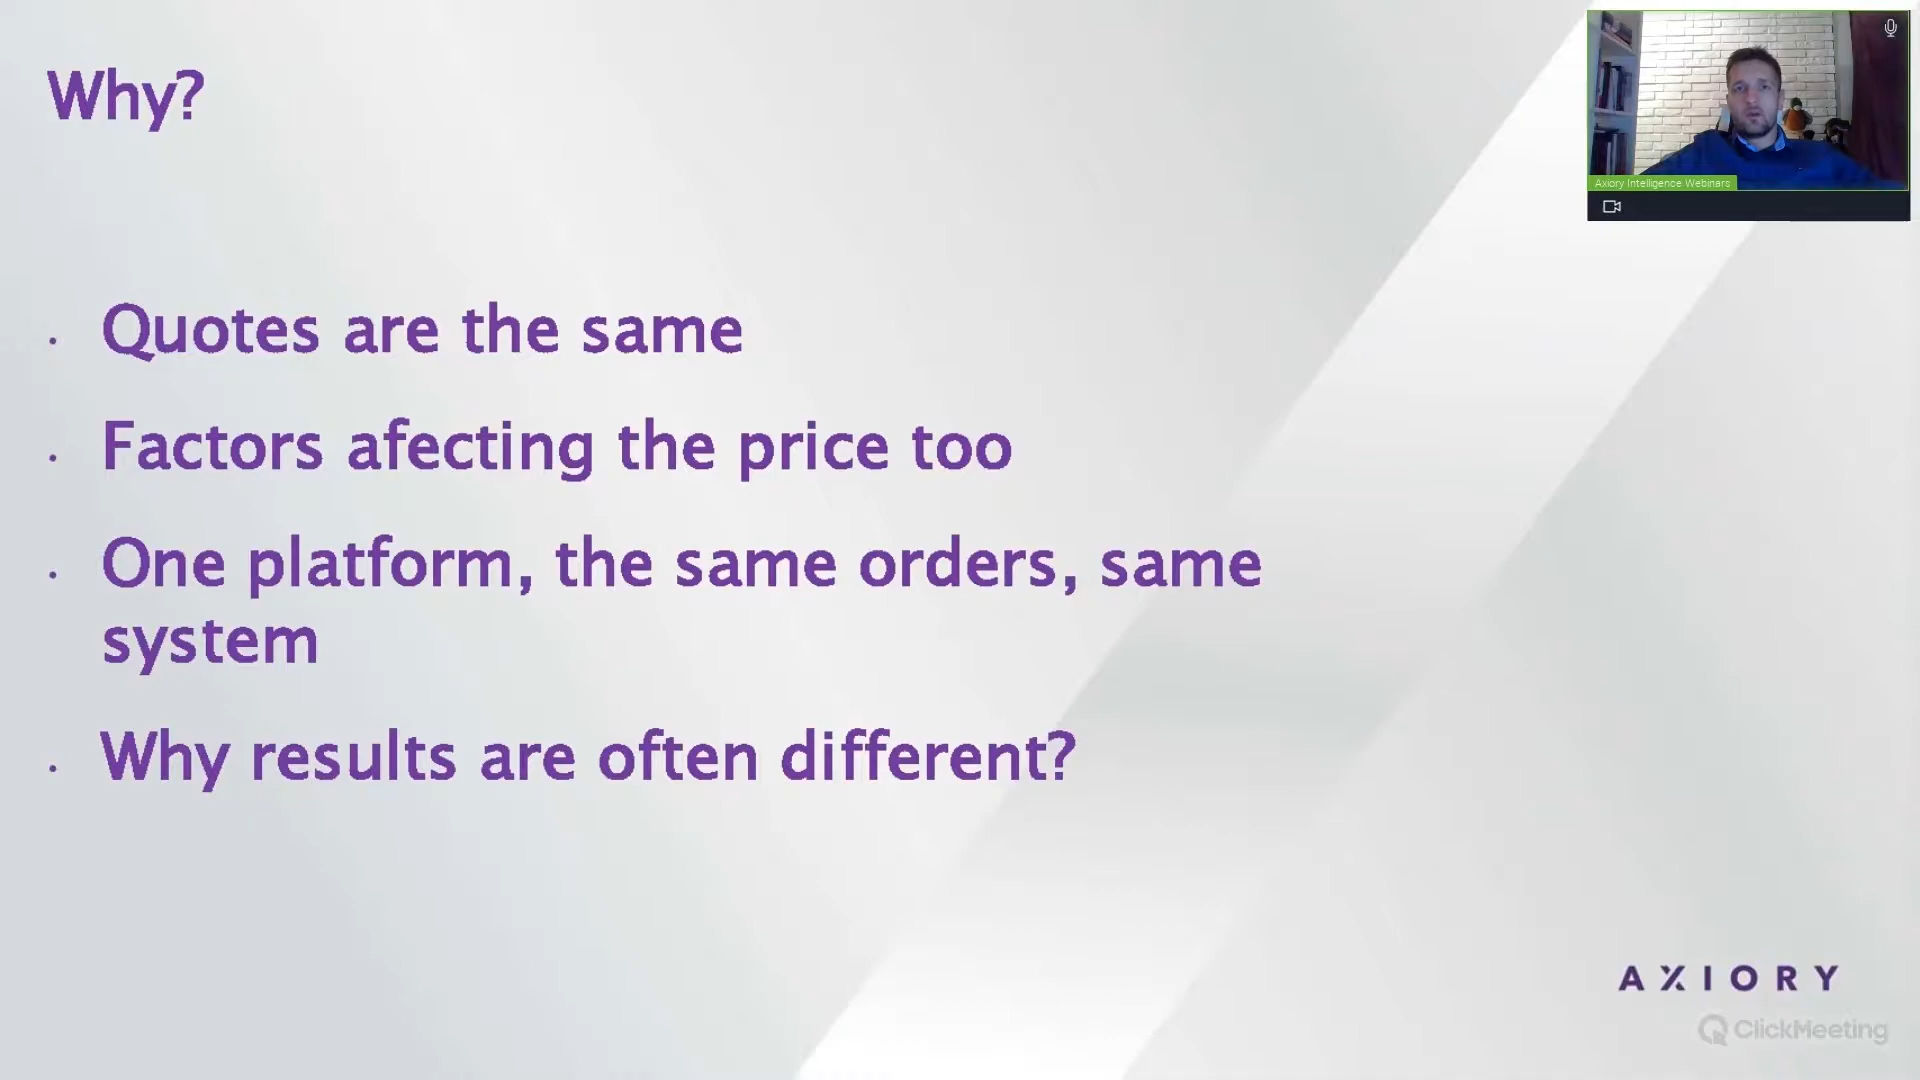 Why?
Axiory Intelligence Webinars
• Quotes are the same
• Factors afecting the price too
• One platform, the same orders, same
system
• Why results are often different?
AXIORY
ClickMeeting